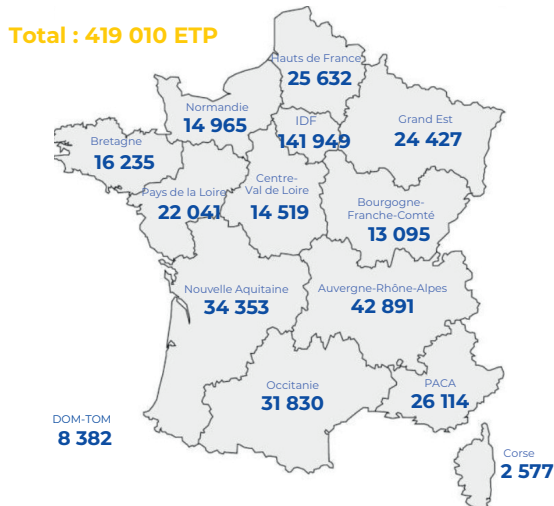 Total : 419 010 ETP
Hauts de France
25 632
Normandie
14 965
IDF
141 949
Grand Est
24 427
Bretagne
16 235
Pays de la Loire
22 041
Centre-
Val de Loire
14 519
Bourgogne-
Franche-Comté
13 095
Nouvelle Aquitaine
34 353
Auvergne-Rhône-Alpes
42 891
Occitanie
31 830
PACA
26 114
DOM-TOM
8 382
Corse
2 577